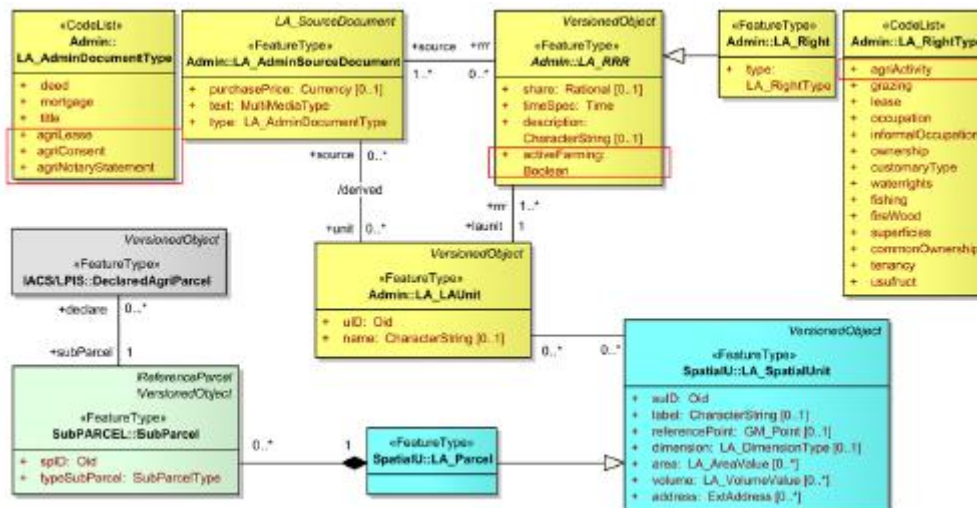 «CodeList»
Admin::
LA_AdminDocumentType
+ deed
+ mortgage
+ title
+ agriLease
+ agriConsent
+ agriNotaryStatement
LA_SourceDocument
«FeatureType»
Admin::LA_AdminSourceDocument
+ purchasePrice: Currency [0..1]
+ text: MultiMediaType
+ type: LA_AdminDocumentType
+source
1..*
+rrr
0..*
VersionedObject
«FeatureType»
Admin::LA_RRR
+ share: Rational [0..1]
+ timeSpec: Time
+ description:
CharacterString [0..1]
+ activeFarming:
Boolean
«FeatureType»
Admin::LA_Right
+ type:
LA_RightType
«CodeList»
Admin::LA_RightType
+ agriActivity
+ grazing
+ lease
+ occupation
+ informalOccupation
+ ownership
+ customaryType
+ waterrights
+ fishing
+ fireWood
+ superficies
+ commonOwnership
+ tenancy
+ usufruct
+source 0..*
/derived
+unit 0..*
+rrr 1..*
+launit 1
VersionedObject
«FeatureType»
IACS/LPIS::DeclaredAgriParcel
+declare 0..*
+subParcel 1
VersionedObject
«FeatureType»
Admin::LA_LAUnit
+ uID: Oid
+ name: CharacterString [0..1]
0..*
0..*
IReferenceParcel
VersionedObject
«FeatureType»
SubPARCEL::SubParcel
+ spID: Oid
+ typeSubParcel: SubParcelType
0..*
1
«FeatureType»
SpatialU::LA_Parcel
VersionedObject
«FeatureType»
SpatialU::LA_SpatialUnit
+ suID: Oid
+ label: CharacterString [0..1]
+ referencePoint: GM_Point [0..1]
+ dimension: LA_DimensionType [0..1]
+ area: LA_AreaValue [0..*]
+ volume: LA_VolumeValue [0..*]
+ address: ExtAddress [0..*]